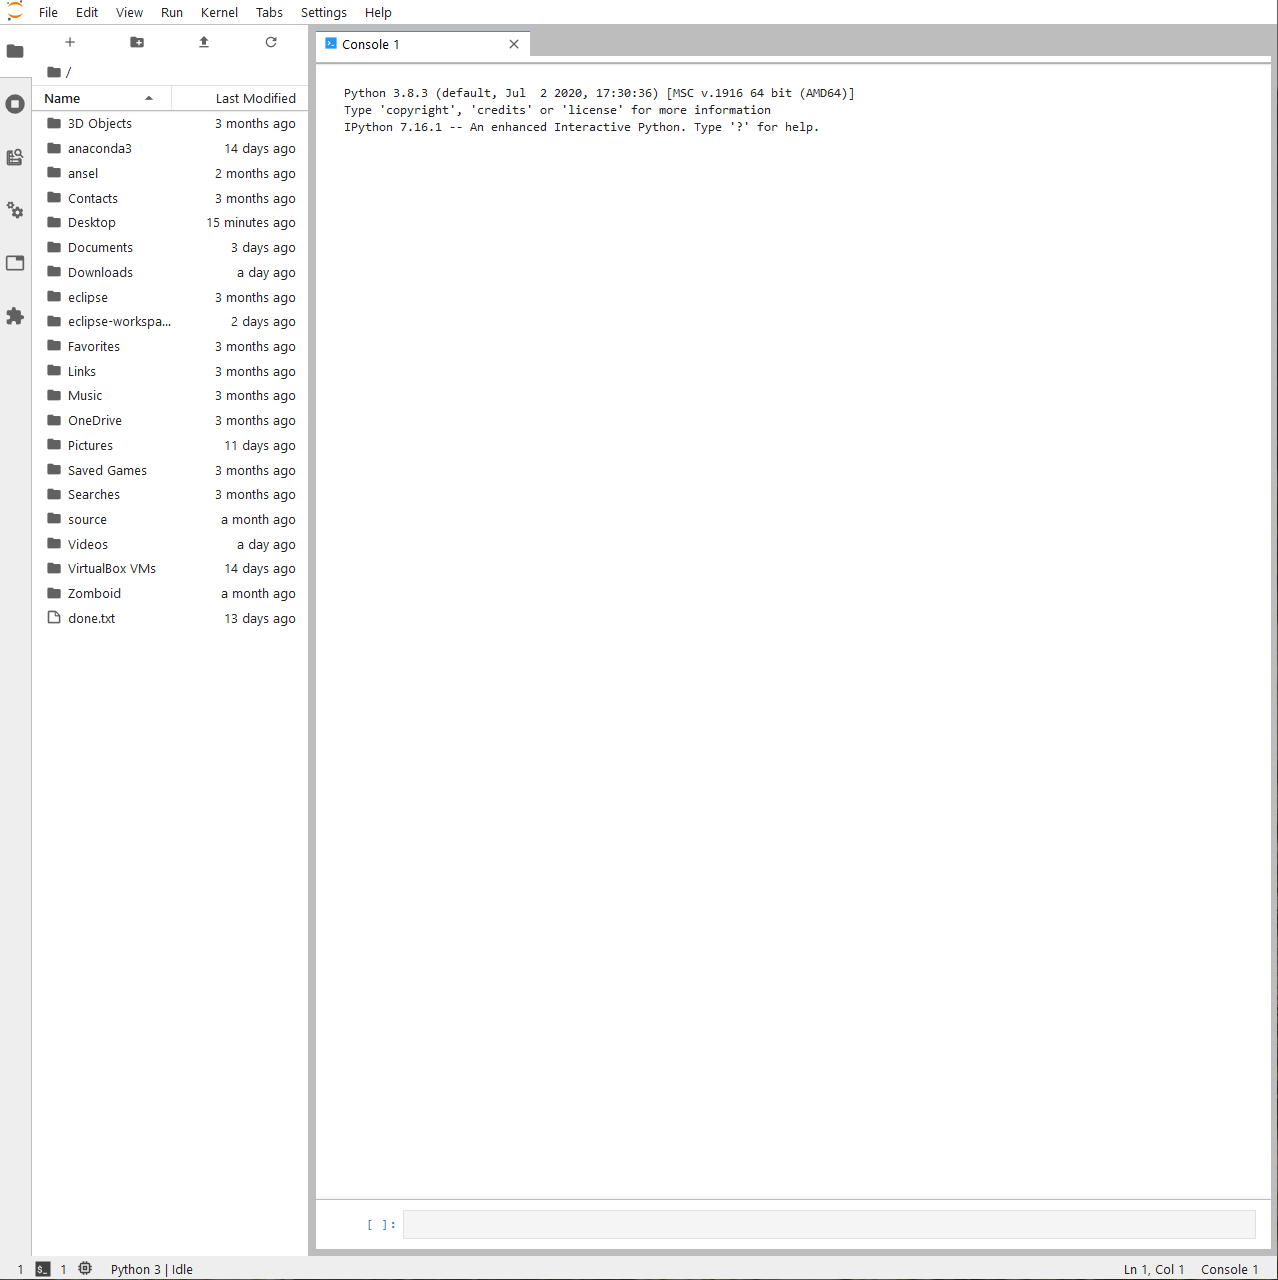 File Edit View Run Kernel Tabs Settings Help
/
Name Last Modified
3D Objects 3 months ago
anaconda3 14 days ago
ansel 2 months ago
Contacts 3 months ago
Desktop 15 minutes ago
Documents 3 days ago
Downloads a day ago
eclipse 3 months ago
eclipse-workspa... 2 days ago
Favorites 3 months ago
Links 3 months ago
Music 3 months ago
OneDrive 3 months ago
Pictures 11 days ago
Saved Games 3 months ago
Searches 3 months ago
source a month ago
Videos a day ago
VirtualBox VMs 14 days ago
Zomboid a month ago
done.txt 13 days ago
Console 1
Python 3.8.3 (default, Jul  2 2020, 17:30:36) [MSC v.1916 64 bit (AMD64)]
Type 'copyright', 'credits' or 'license' for more information
IPython 7.16.1 -- An enhanced Interactive Python. Type '?' for help.
[ ]:
1 $_ 1 Python 3 | Idle Ln 1, Col 1 Console 1